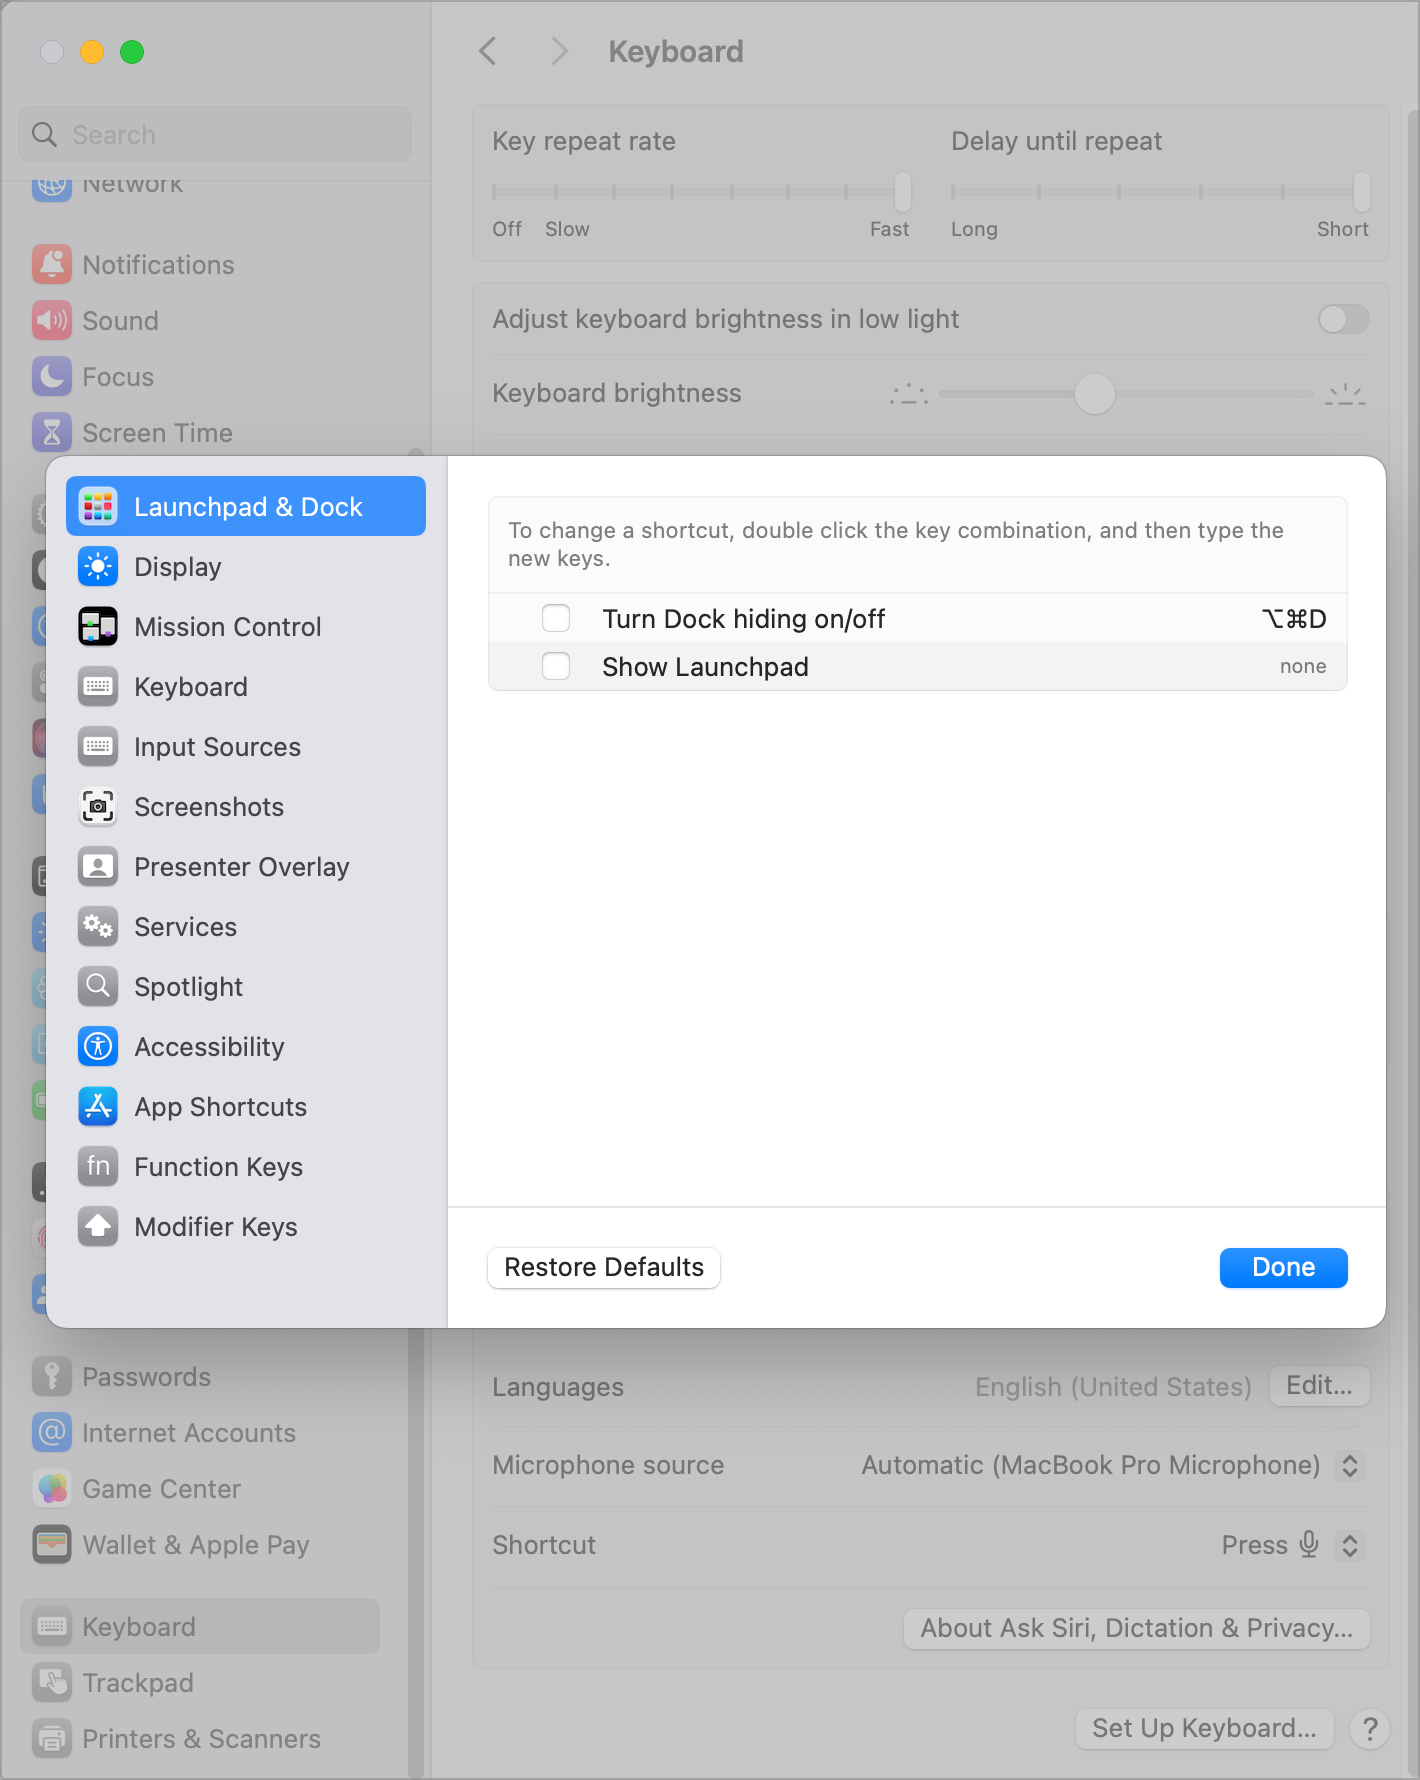 Keyboard
Search
Network
Notifications
Sound
Focus
Screen Time
Key repeat rate
Delay until repeat
Off
Slow
Fast
Long
Short
Adjust keyboard brightness in low light
Keyboard brightness
Launchpad & Dock
Display
Mission Control
Keyboard
Input Sources
Screenshots
Presenter Overlay
Services
Spotlight
Accessibility
App Shortcuts
fn
Function Keys
Modifier Keys
To change a shortcut, double click the key combination, and then type the
new keys.
Turn Dock hiding on/off
⌥⌘D
Show Launchpad
none
Restore Defaults
Done
Passwords
Internet Accounts
Game Center
Wallet & Apple Pay
Keyboard
Trackpad
Printers & Scanners
Languages
English (United States)
Edit...
Microphone source
Automatic (MacBook Pro Microphone)
Shortcut
Press
About Ask Siri, Dictation & Privacy...
Set Up Keyboard...
?